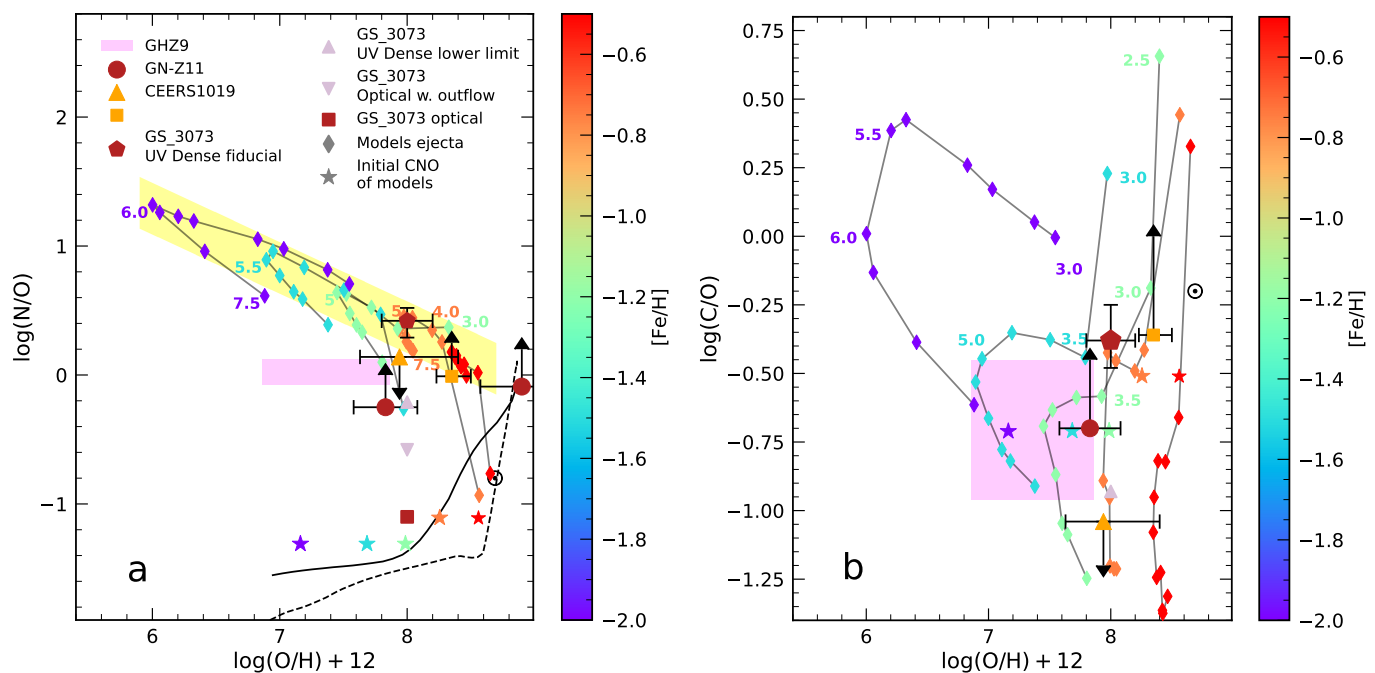 GHZ9
GN-Z11
CEERS1019
GS_3073
UV Dense fiducial
GS_3073
UV Dense lower limit
GS_3073
Optical w. outflow
GS_3073 optical
Models ejecta
Initial CNO
of models
2
1
0
−1
log(N/O)
6
7
8
log(O/H) + 12
6.0
5.5
7.5
5
5
4.0
3.0
7.5
a
−0.6
−0.8
−1.0
−1.2
−1.4
−1.6
−1.8
−2.0
[Fe/H]
0.75
0.50
0.25
0.00
−0.25
−0.50
−0.75
−1.00
−1.25
log(C/O)
6
7
8
log(O/H) + 12
2.5
5.5
3.0
6.0
3.0
3.0
5.0
3.5
3.5
b
−0.6
−0.8
−1.0
−1.2
−1.4
−1.6
−1.8
−2.0
[Fe/H]